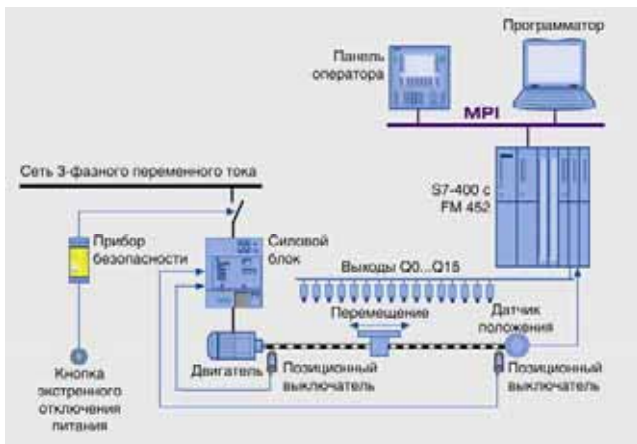 Программатор
Панель
оператора
MPI
Сеть 3-фазного переменного тока
S7-400 с
FM 452
Прибор
безопасности
Силовой
блок
Выходы Q0...Q15
Перемещение
Датчик
положения
Двигатель
Позиционный
выключатель
Позиционный
выключатель
Кнопка
экстренного
отключения
питания